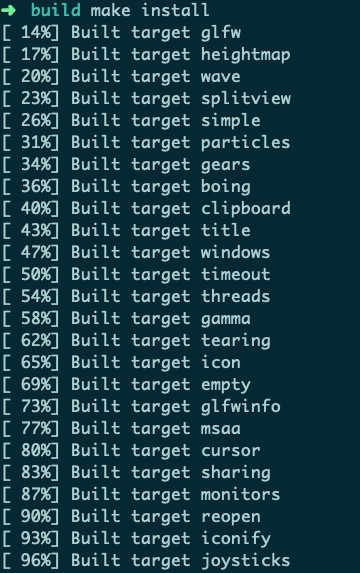 ➜ build make install
[ 14%] Built target glfw
[ 17%] Built target heightmap
[ 20%] Built target wave
[ 23%] Built target splitview
[ 26%] Built target simple
[ 31%] Built target particles
[ 34%] Built target gears
[ 36%] Built target boing
[ 40%] Built target clipboard
[ 43%] Built target title
[ 47%] Built target windows
[ 50%] Built target timeout
[ 54%] Built target threads
[ 58%] Built target gamma
[ 62%] Built target tearing
[ 65%] Built target icon
[ 69%] Built target empty
[ 73%] Built target glfwinfo
[ 77%] Built target msaa
[ 80%] Built target cursor
[ 83%] Built target sharing
[ 87%] Built target monitors
[ 90%] Built target reopen
[ 93%] Built target iconify
[ 96%] Built target joysticks